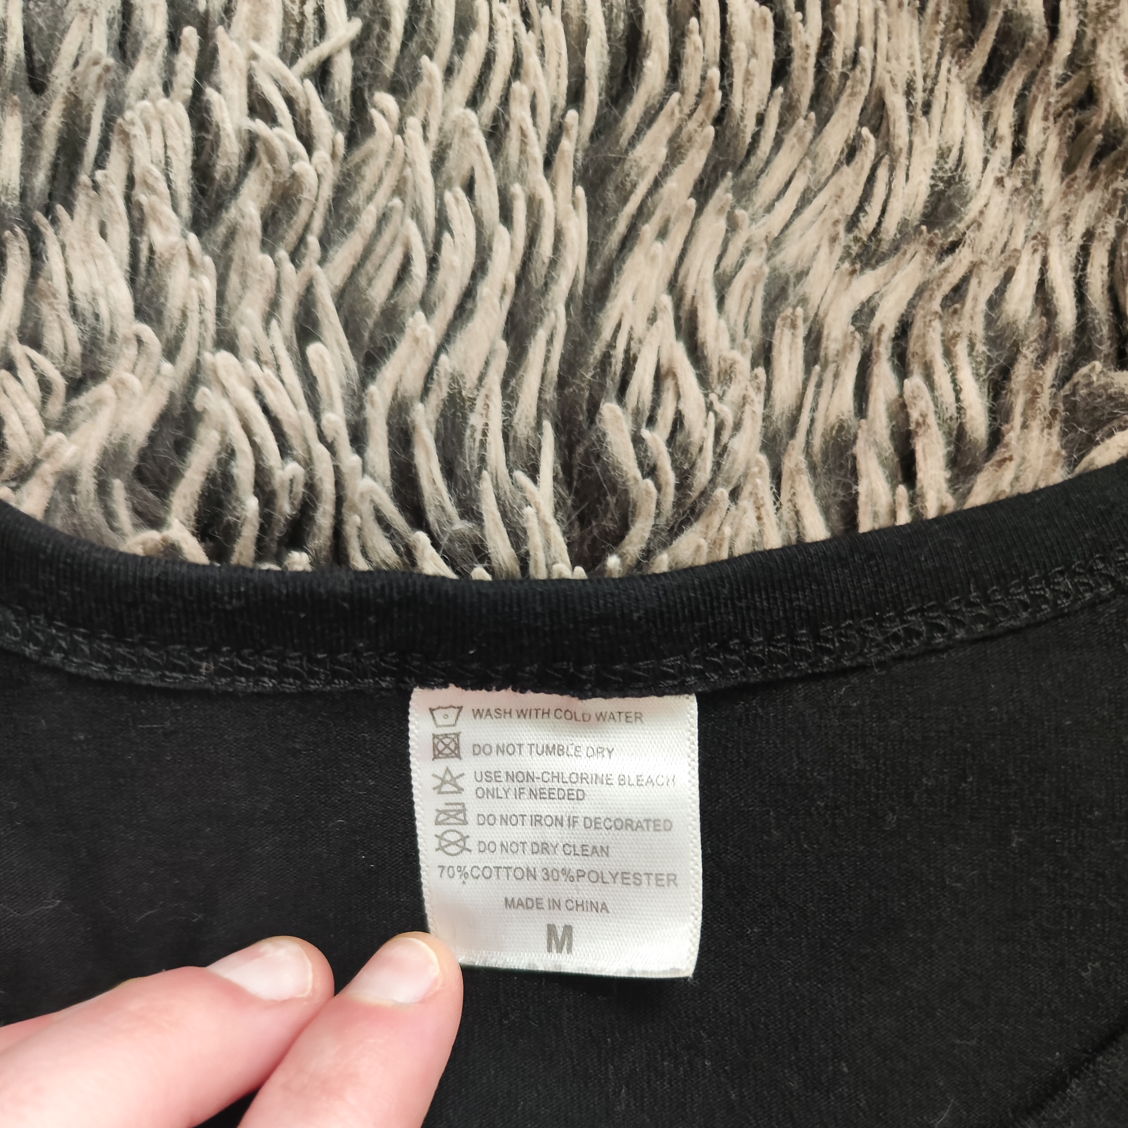 WASH WITH COLD WATER
DO NOT TUMBLE DRY
USE NON-CHLORINE BLEACH
ONLY IF NEEDED
DO NOT IRON IF DECORATED
DO NOT DRY CLEAN
70%COTTON 30%POLYESTER
MADE IN CHINA
M